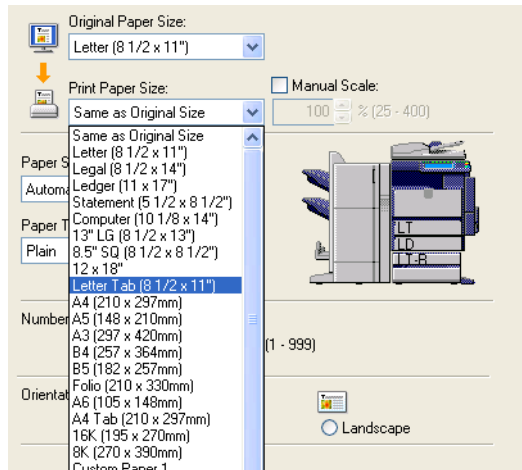 Original Paper Size:
Letter (8 1/2 x 11")
Print Paper Size:
Manual Scale:
Same as Original Size
100 % (25 - 400)
Same as Original Size
Letter (8 1/2 x 11")
Legal (8 1/2 x 14")
Ledger (11 x 17")
Statement (5 1/2 x 8 1/2")
Computer (10 1/8 x 14")
13" LG (8 1/2 x 13")
8.5" SQ (8 1/2 x 8 1/2")
12 x 18"
Letter Tab (8 1/2 x 11")
A4 (210 x 297mm)
A5 (148 x 210mm)
A3 (297 x 420mm)
B4 (257 x 364mm)
B5 (182 x 257mm)
Folio (210 x 330mm)
A6 (105 x 148mm)
A4 Tab (210 x 297mm)
16K (195 x 270mm)
8K (270 x 390mm)
Custom Paper 1
Paper S
Automa
Paper T
Plain
LT
LD
LT-R
Number
(1 - 999)
Orientat
Landscape